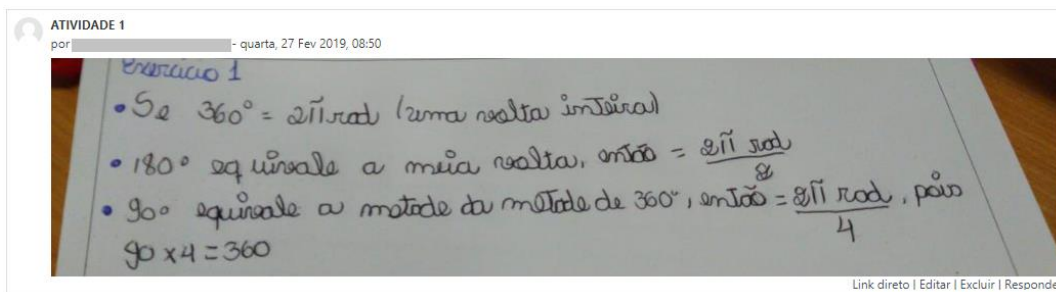 ATIVIDADE 1
por - quarta, 27 Fev 2019, 08:50
Exercício 1
• Se 360° = 2π rad (uma volta inteira)
• 180° equivale a meia volta, então = 2π rad / 2
• 90° equivale a metade da metade de 360°, então = 2π rad / 4, pois
90 x 4 = 360
Link direto | Editar | Excluir | Responde